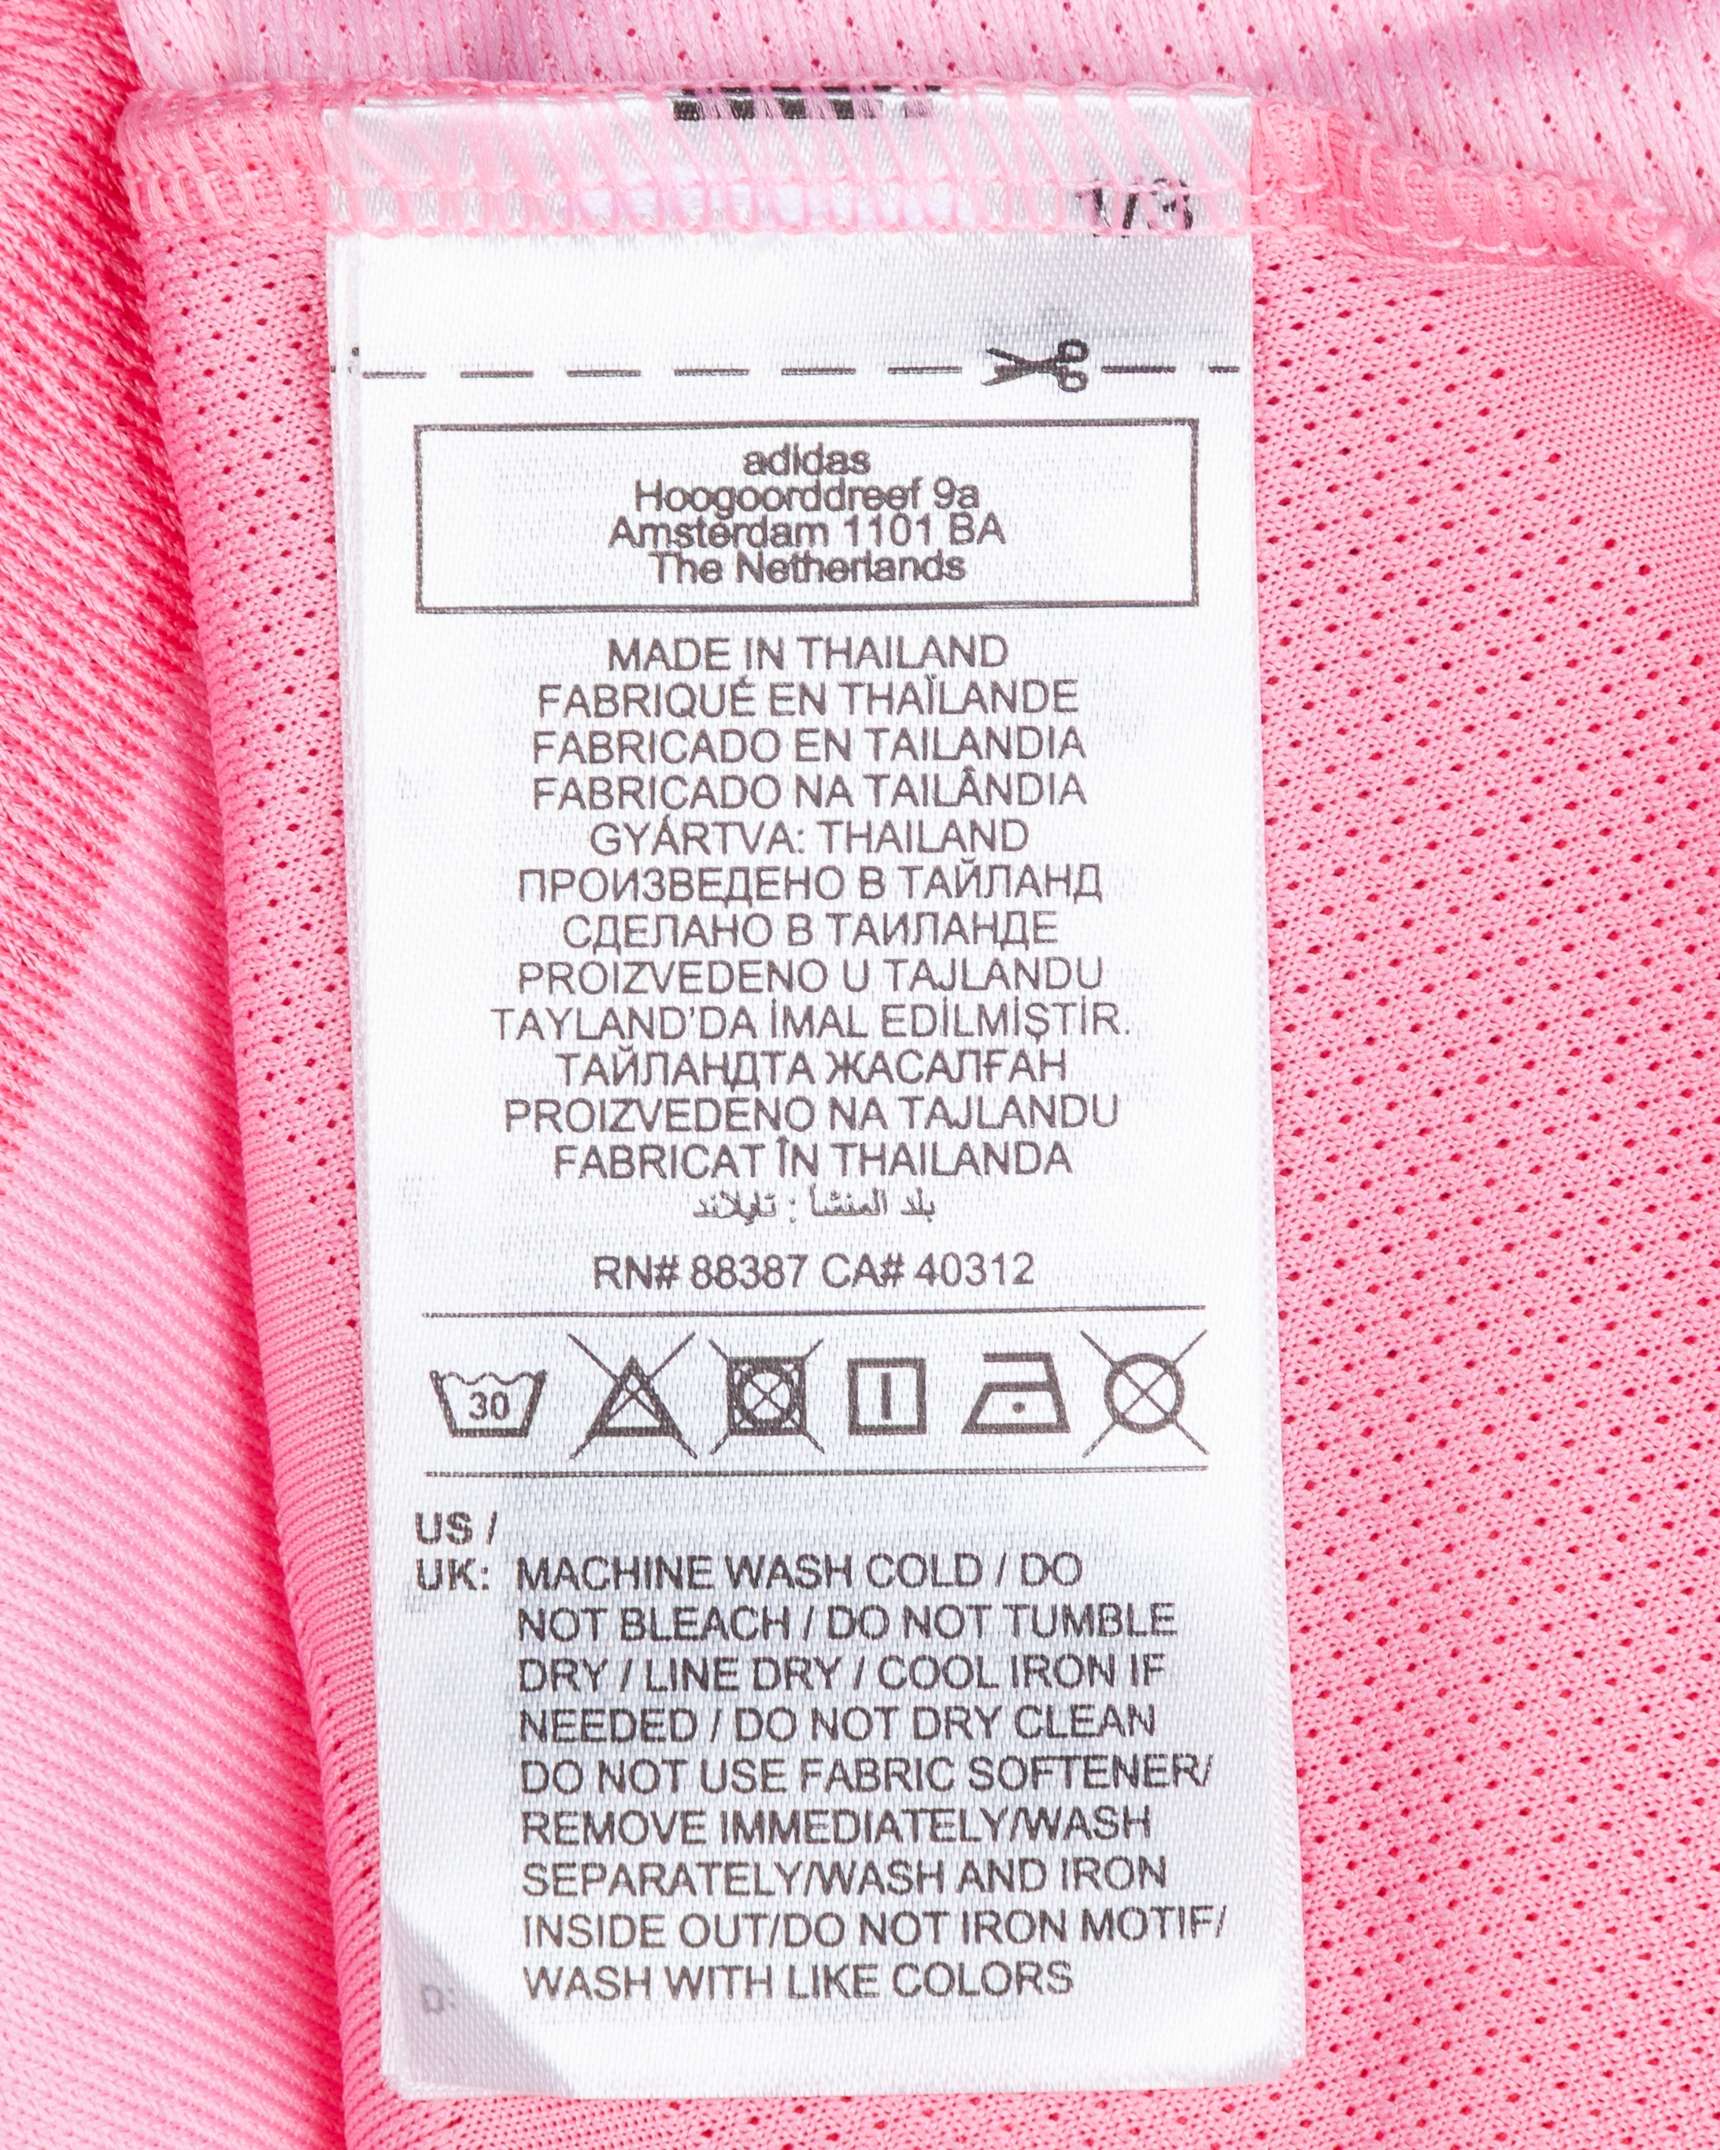 1/3
adidas
Hoogoorddreef 9a
Amsterdam 1101 BA
The Netherlands
MADE IN THAILAND
FABRIQUÉ EN THAÏLANDE
FABRICADO EN TAILANDIA
FABRICADO NA TAILÂNDIA
GYÁRTVA: THAILAND
ПРОИЗВЕДЕНО В ТАЙЛАНД
СДЕЛАНО В ТАИЛАНДЕ
PROIZVEDENO U TAJLANDU
TAYLAND'DA İMAL EDİLMİŞTİR.
ТАЙЛАНДТА ЖАСАЛҒАН
PROIZVEDENO NA TAJLANDU
FABRICAT ÎN THAILANDA
بلد المنشأ : تايلاند
RN# 88387 CA# 40312
30
US /
UK: MACHINE WASH COLD / DO
NOT BLEACH / DO NOT TUMBLE
DRY / LINE DRY / COOL IRON IF
NEEDED / DO NOT DRY CLEAN
DO NOT USE FABRIC SOFTENER/
REMOVE IMMEDIATELY/WASH
SEPARATELY/WASH AND IRON
INSIDE OUT/DO NOT IRON MOTIF/
WASH WITH LIKE COLORS